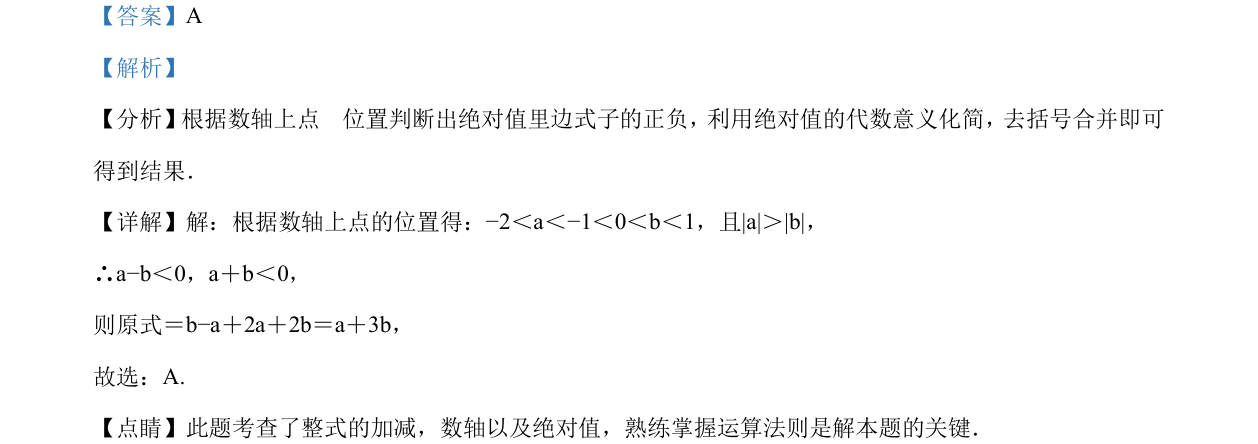 【答案】A
【解析】
【分析】根据数轴上点 位置判断出绝对值里边式子的正负，利用绝对值的代数意义化简，去括号合并即可
得到结果．
【详解】解：根据数轴上点的位置得：−2＜a＜−1＜0＜b＜1，且|a|＞|b|，
∴a−b＜0，a＋b＜0，
则原式＝b−a＋2a＋2b＝a＋3b，
故选：A.
【点睛】此题考查了整式的加减，数轴以及绝对值，熟练掌握运算法则是解本题的关键．